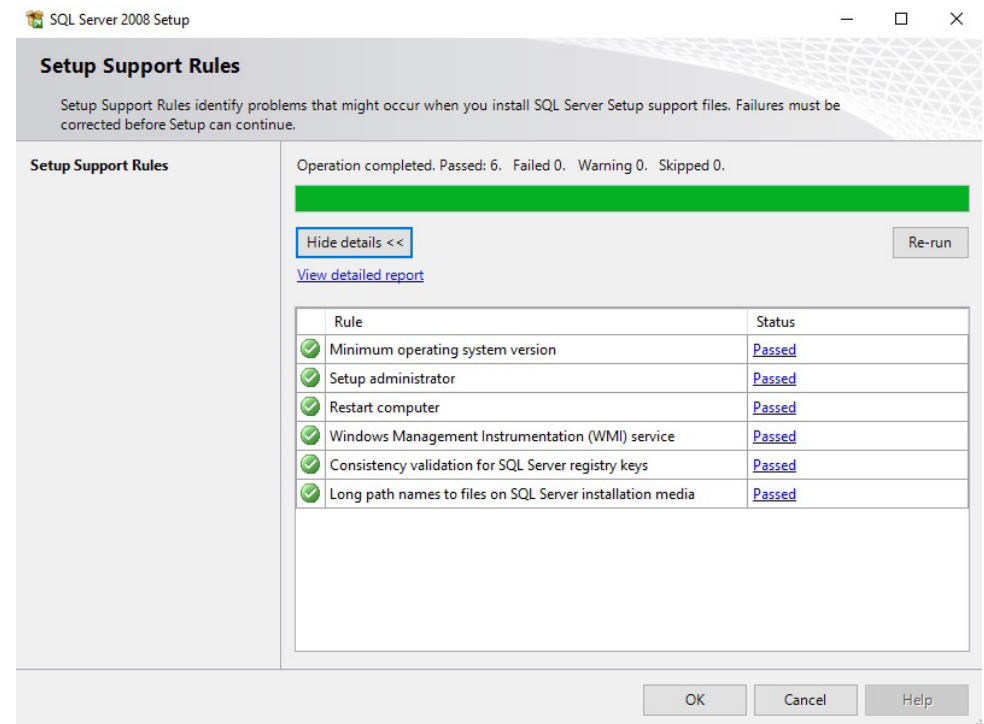 SQL Server 2008 Setup
Setup Support Rules
Setup Support Rules identify problems that might occur when you install SQL Server Setup support files. Failures must be
corrected before Setup can continue.
Setup Support Rules
Operation completed. Passed: 6. Failed 0. Warning 0. Skipped 0.
Hide details <<
Re-run
View detailed report
Rule Status
Minimum operating system version Passed
Setup administrator Passed
Restart computer Passed
Windows Management Instrumentation (WMI) service Passed
Consistency validation for SQL Server registry keys Passed
Long path names to files on SQL Server installation media Passed
OK Cancel Help